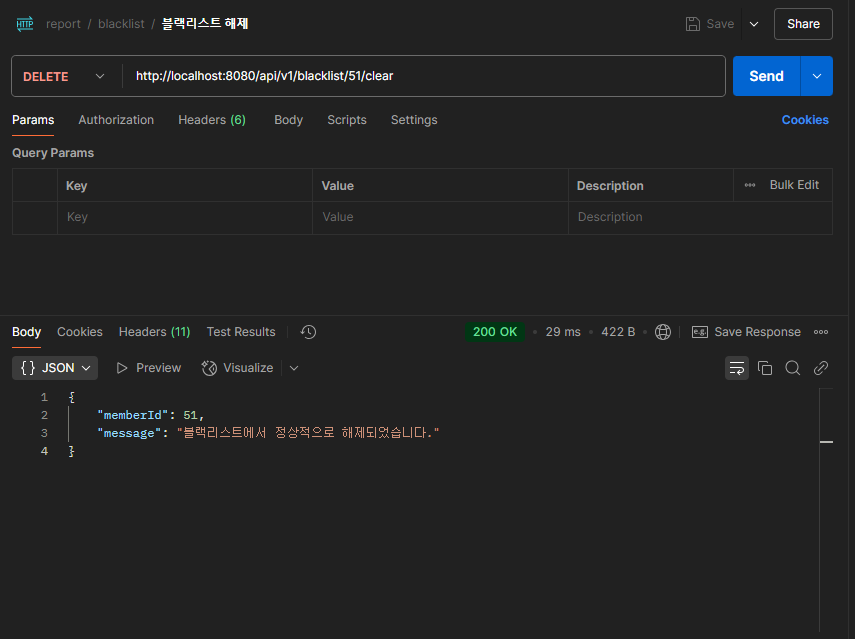 HTTP report / blacklist / 블랙리스트 해제 Save Share
DELETE http://localhost:8080/api/v1/blacklist/51/clear Send
Params Authorization Headers (6) Body Scripts Settings Cookies
Query Params
Key Value Description Bulk Edit
Key Value Description
Body Cookies Headers (11) Test Results 200 OK 29 ms 422 B e.g. Save Response
{} JSON Preview Visualize
1 {
2 "memberId": 51,
3 "message": "블랙리스트에서 정상적으로 해제되었습니다."
4 }